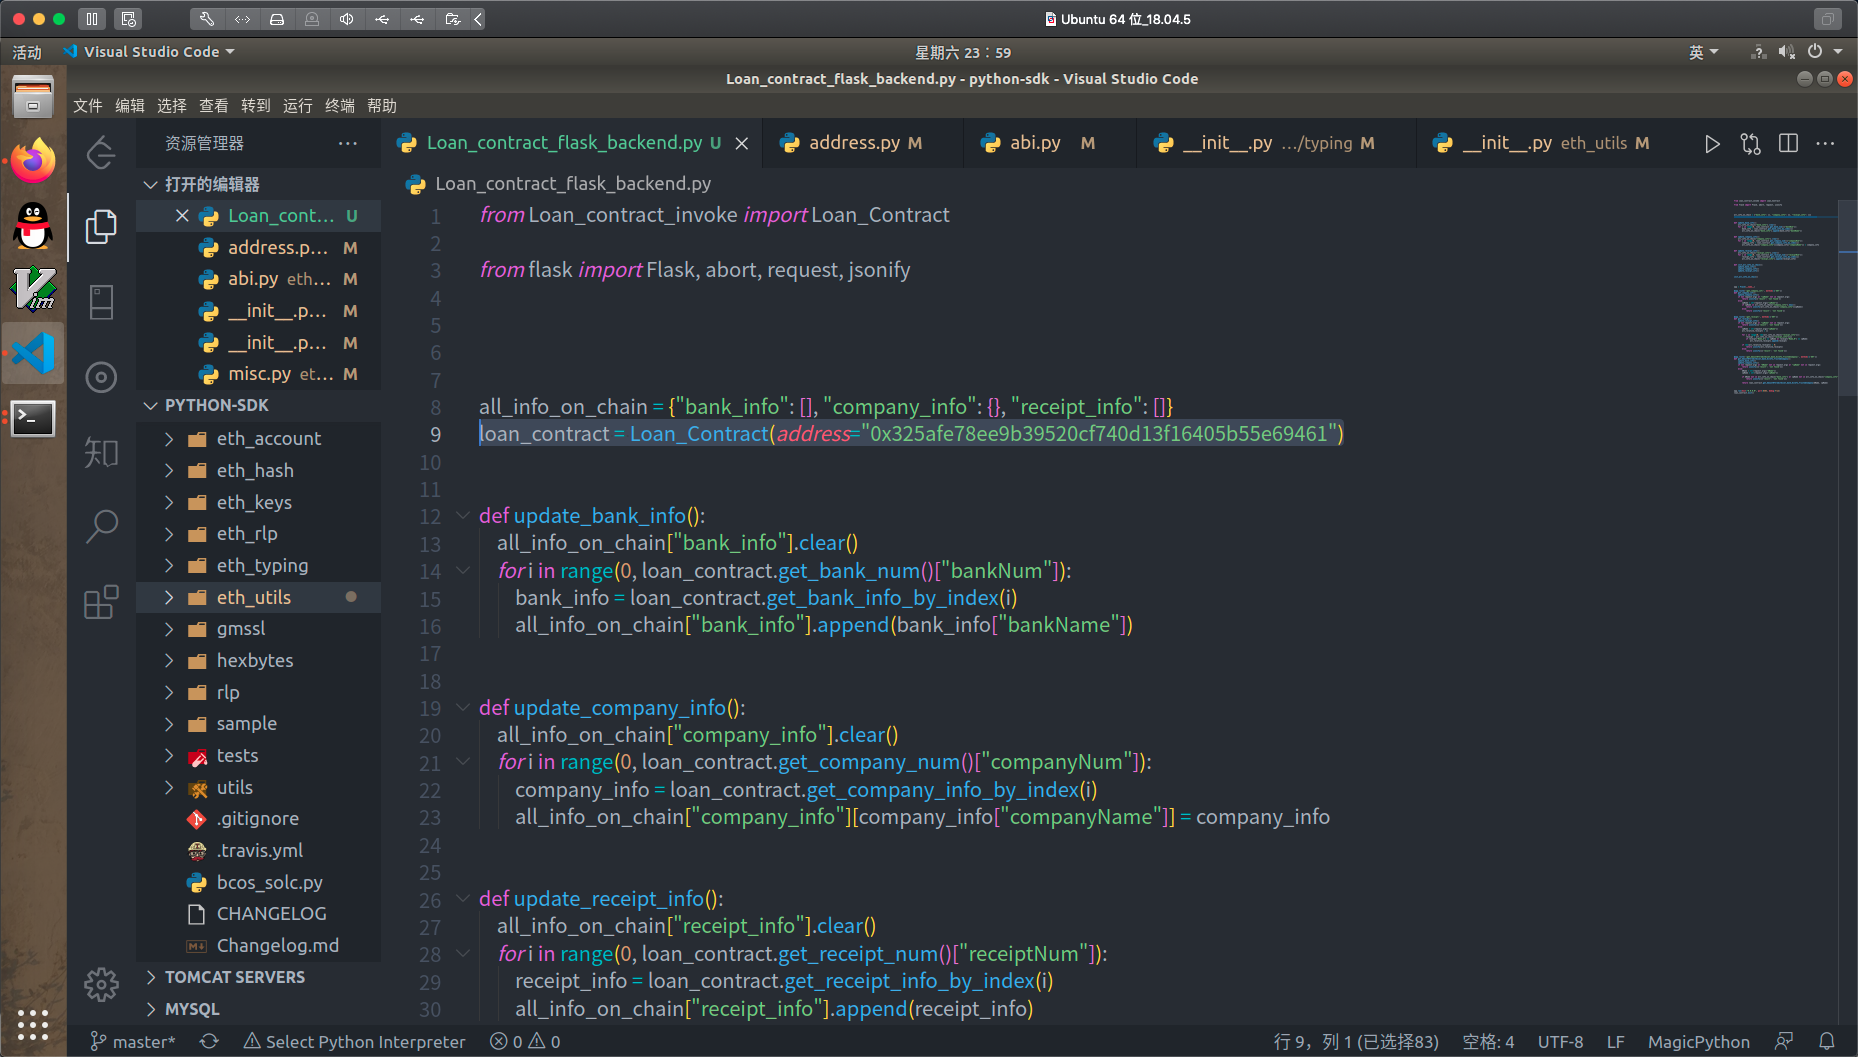 Ubuntu 64 位_18.04.5
活动 Visual Studio Code 星期六 23：59 英
Loan_contract_flask_backend.py - python-sdk - Visual Studio Code
文件 编辑 选择 查看 转到 运行 终端 帮助
资源管理器
打开的编辑器
Loan_cont... U
address.p... M
abi.py eth... M
__init__.p... M
__init__.p... M
misc.py et... M
PYTHON-SDK
eth_account
eth_hash
eth_keys
eth_rlp
eth_typing
eth_utils
gmssl
hexbytes
rlp
sample
tests
utils
.gitignore
.travis.yml
bcos_solc.py
CHANGELOG
Changelog.md
TOMCAT SERVERS
MYSQL
知
Loan_contract_flask_backend.py U address.py M abi.py M __init__.py .../typing M __init__.py eth_utils M
Loan_contract_flask_backend.py
1 from Loan_contract_invoke import Loan_Contract
2
3 from flask import Flask, abort, request, jsonify
4
5
6
7
8 all_info_on_chain = {"bank_info": [], "company_info": {}, "receipt_info": []}
9 loan_contract = Loan_Contract(address="0x325afe78ee9b39520cf740d13f16405b55e69461")
10
11
12 def update_bank_info():
13 all_info_on_chain["bank_info"].clear()
14 for i in range(0, loan_contract.get_bank_num()["bankNum"]):
15 bank_info = loan_contract.get_bank_info_by_index(i)
16 all_info_on_chain["bank_info"].append(bank_info["bankName"])
17
18
19 def update_company_info():
20 all_info_on_chain["company_info"].clear()
21 for i in range(0, loan_contract.get_company_num()["companyNum"]):
22 company_info = loan_contract.get_company_info_by_index(i)
23 all_info_on_chain["company_info"][company_info["companyName"]] = company_info
24
25
26 def update_receipt_info():
27 all_info_on_chain["receipt_info"].clear()
28 for i in range(0, loan_contract.get_receipt_num()["receiptNum"]):
29 receipt_info = loan_contract.get_receipt_info_by_index(i)
30 all_info_on_chain["receipt_info"].append(receipt_info)
master* Select Python Interpreter 0 0 行 9，列 1 (已选择83) 空格: 4 UTF-8 LF MagicPython